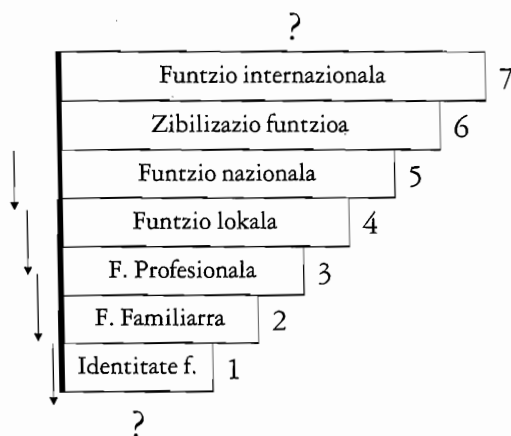 ?
Funtzio internazionala 7
Zibilizazio funtzioa 6
Funtzio nazionala 5
Funtzio lokala 4
F. Profesionala 3
F. Familiarra 2
Identitate f. 1
?